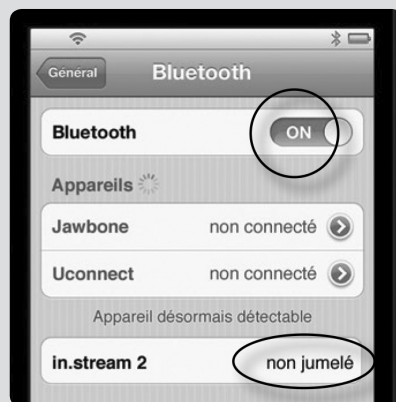 Général Bluetooth
Bluetooth ON
Appareils
Jawbone non connecté
Uconnect non connecté
Appareil désormais détectable
in.stream 2 non jumelé